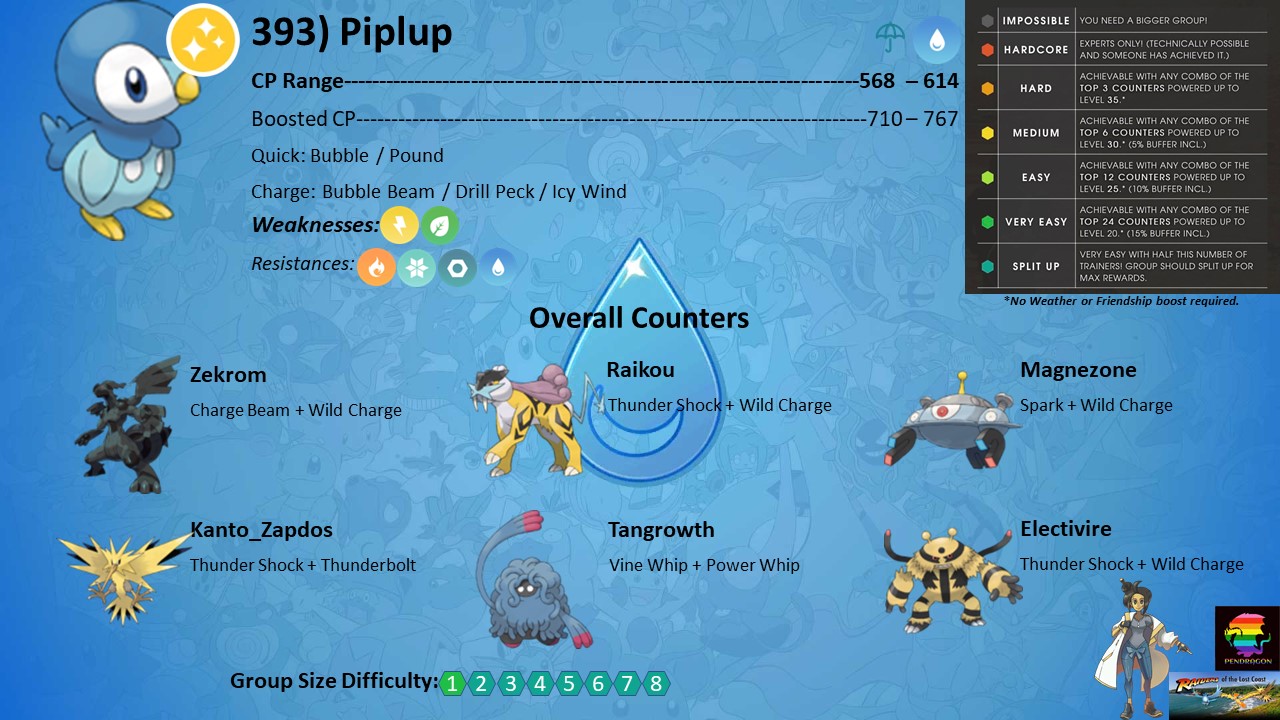 393) Piplup
CP Range-----568 – 614
Boosted CP-----710 – 767
Quick: Bubble / Pound
Charge: Bubble Beam / Drill Peck / Icy Wind
Weaknesses:
Resistances:
IMPOSSIBLE YOU NEED A BIGGER GROUP!
HARDCORE EXPERTS ONLY! (TECHNICALLY POSSIBLE
AND SOMEONE HAS ACHIEVED IT.)
HARD ACHIEVABLE WITH ANY COMBO OF THE
TOP 3 COUNTERS POWERED UP TO
LEVEL 35.*
MEDIUM ACHIEVABLE WITH ANY COMBO OF THE
TOP 6 COUNTERS POWERED UP TO
LEVEL 30.* (5% BUFFER INCL.)
EASY ACHIEVABLE WITH ANY COMBO OF THE
TOP 12 COUNTERS POWERED UP TO
LEVEL 25.* (10% BUFFER INCL.)
VERY EASY ACHIEVABLE WITH ANY COMBO OF THE
TOP 24 COUNTERS POWERED UP TO
LEVEL 20.* (15% BUFFER INCL.)
SPLIT UP VERY EASY WITH HALF THIS NUMBER OF
TRAINERS! GROUP SHOULD SPLIT UP FOR
MAX REWARDS.
*No Weather or Friendship boost required.
Overall Counters
Zekrom
Charge Beam + Wild Charge
Raikou
Thunder Shock + Wild Charge
Magnezone
Spark + Wild Charge
Kanto_Zapdos
Thunder Shock + Thunderbolt
Tangrowth
Vine Whip + Power Whip
Electivire
Thunder Shock + Wild Charge
Group Size Difficulty: 1 2 3 4 5 6 7 8
PENDRAGON
RAIDERS of the Lost Coast